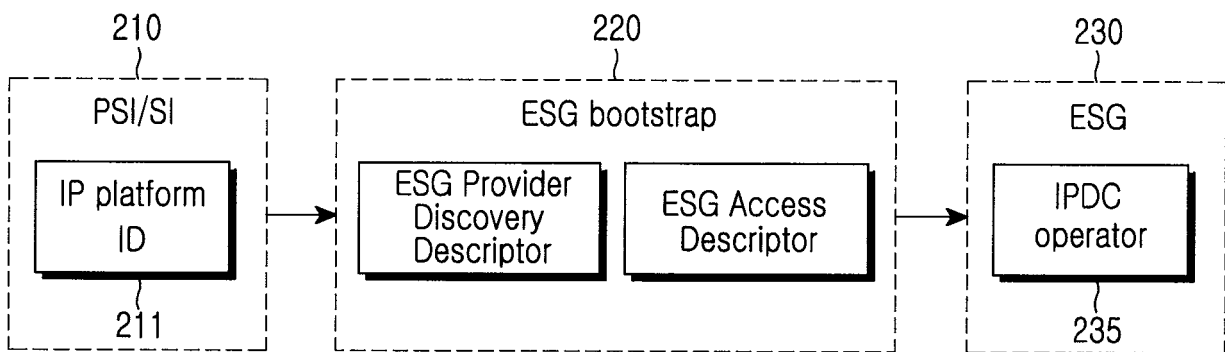 210
220
230
PSI/SI
ESG bootstrap
ESG
IP platform
ID
ESG Provider
Discovery
Descriptor
ESG Access
Descriptor
IPDC
operator
211
235